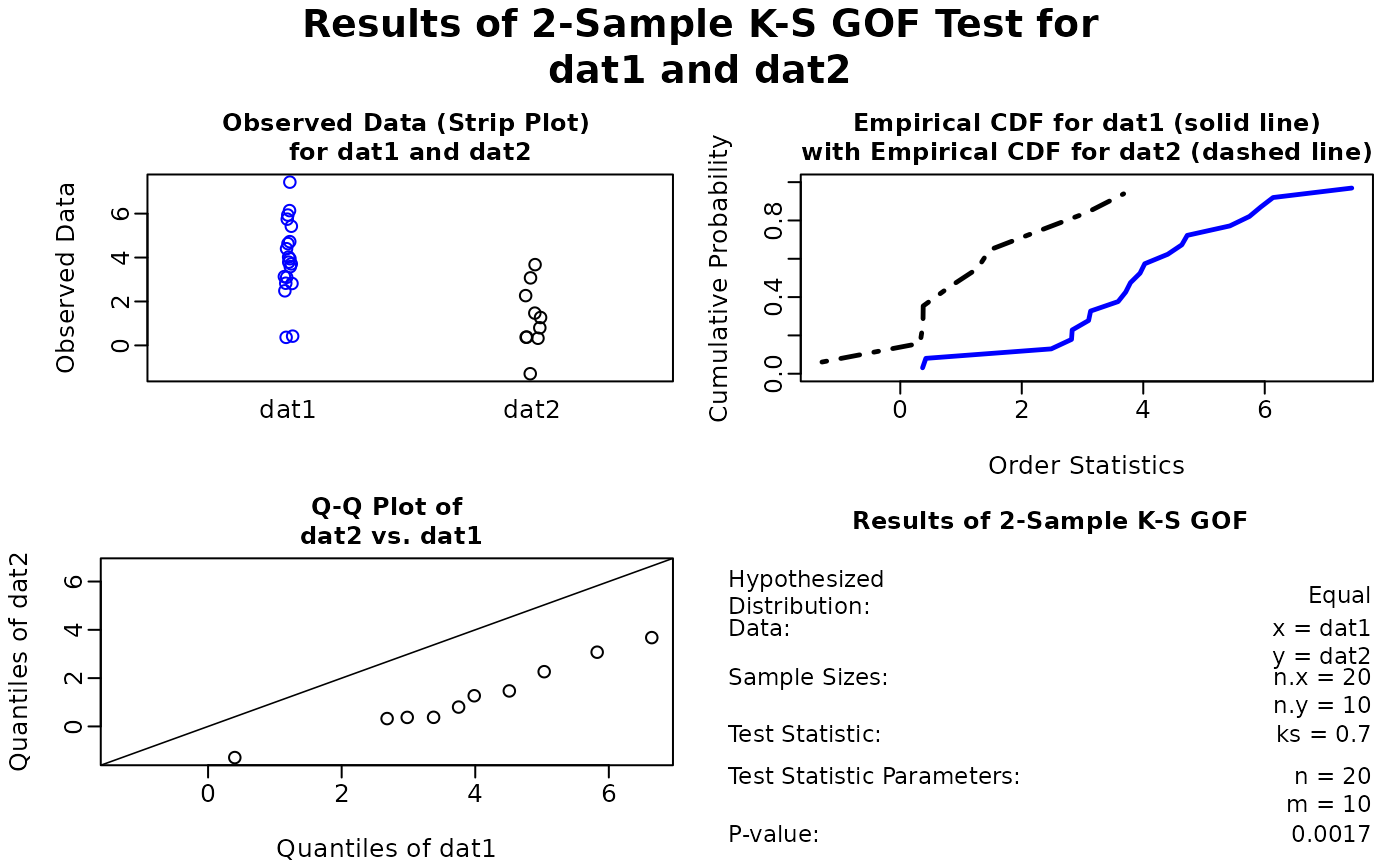 Results of 2-Sample K-S GOF Test for
dat1 and dat2
Observed Data (Strip Plot)
for dat1 and dat2
Observed Data
6
4
2
0
dat1 dat2
Empirical CDF for dat1 (solid line)
with Empirical CDF for dat2 (dashed line)
Cumulative Probability
0.8
0.4
0.0
0 2 4 6
Order Statistics
Q-Q Plot of
dat2 vs. dat1
Quantiles of dat2
6
4
2
0
0 2 4 6
Quantiles of dat1
Results of 2-Sample K-S GOF
Hypothesized
Distribution: Equal
Data: x = dat1
y = dat2
Sample Sizes: n.x = 20
n.y = 10
Test Statistic: ks = 0.7
Test Statistic Parameters: n = 20
m = 10
P-value: 0.0017